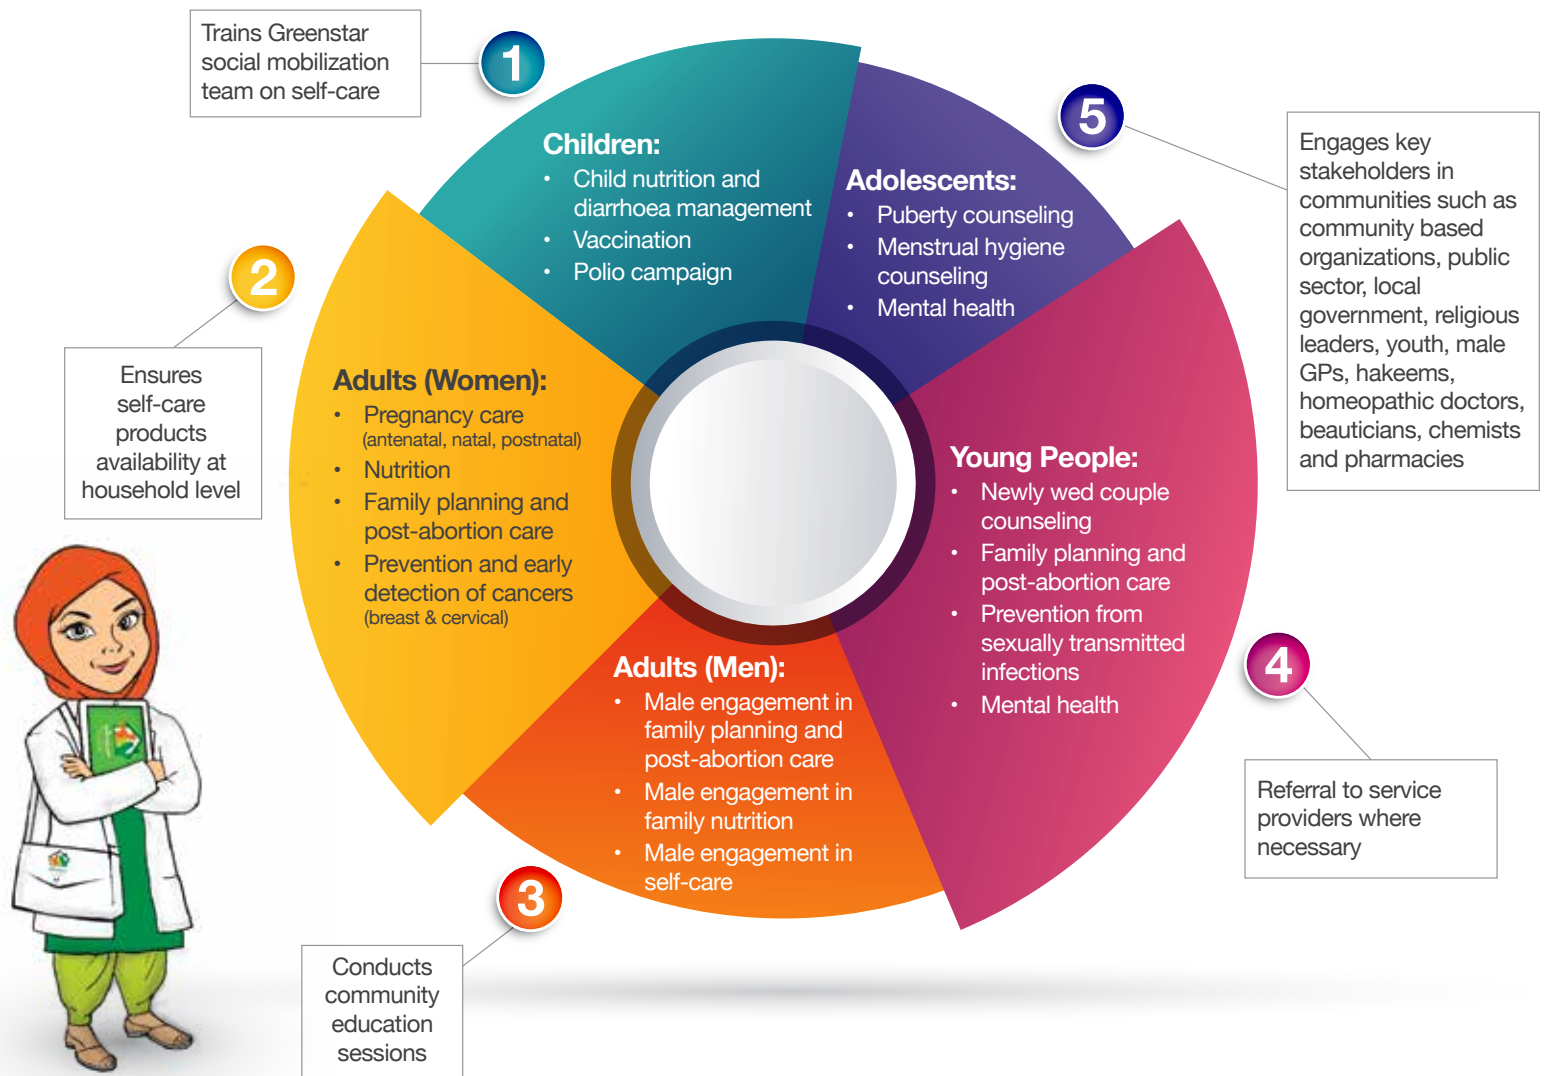 Trains Greenstar
social mobilization
team on self-care
1
Children:
• Child nutrition and
diarrhoea management
• Vaccination
• Polio campaign
Adolescents:
• Puberty counseling
• Menstrual hygiene
counseling
• Mental health
5
Engages key
stakeholders in
communities such as
community based
organizations, public
sector, local
government, religious
leaders, youth, male
GPs, hakeems,
homeopathic doctors,
beauticians, chemists
and pharmacies
2
Ensures
self-care
products
availability at
household level
Adults (Women):
• Pregnancy care
(antenatal, natal, postnatal)
• Nutrition
• Family planning and
post-abortion care
• Prevention and early
detection of cancers
(breast & cervical)
Young People:
• Newly wed couple
counseling
• Family planning and
post-abortion care
• Prevention from
sexually transmitted
infections
• Mental health
4
Referral to service
providers where
necessary
Adults (Men):
• Male engagement in
family planning and
post-abortion care
• Male engagement in
family nutrition
• Male engagement in
self-care
3
Conducts
community
education
sessions